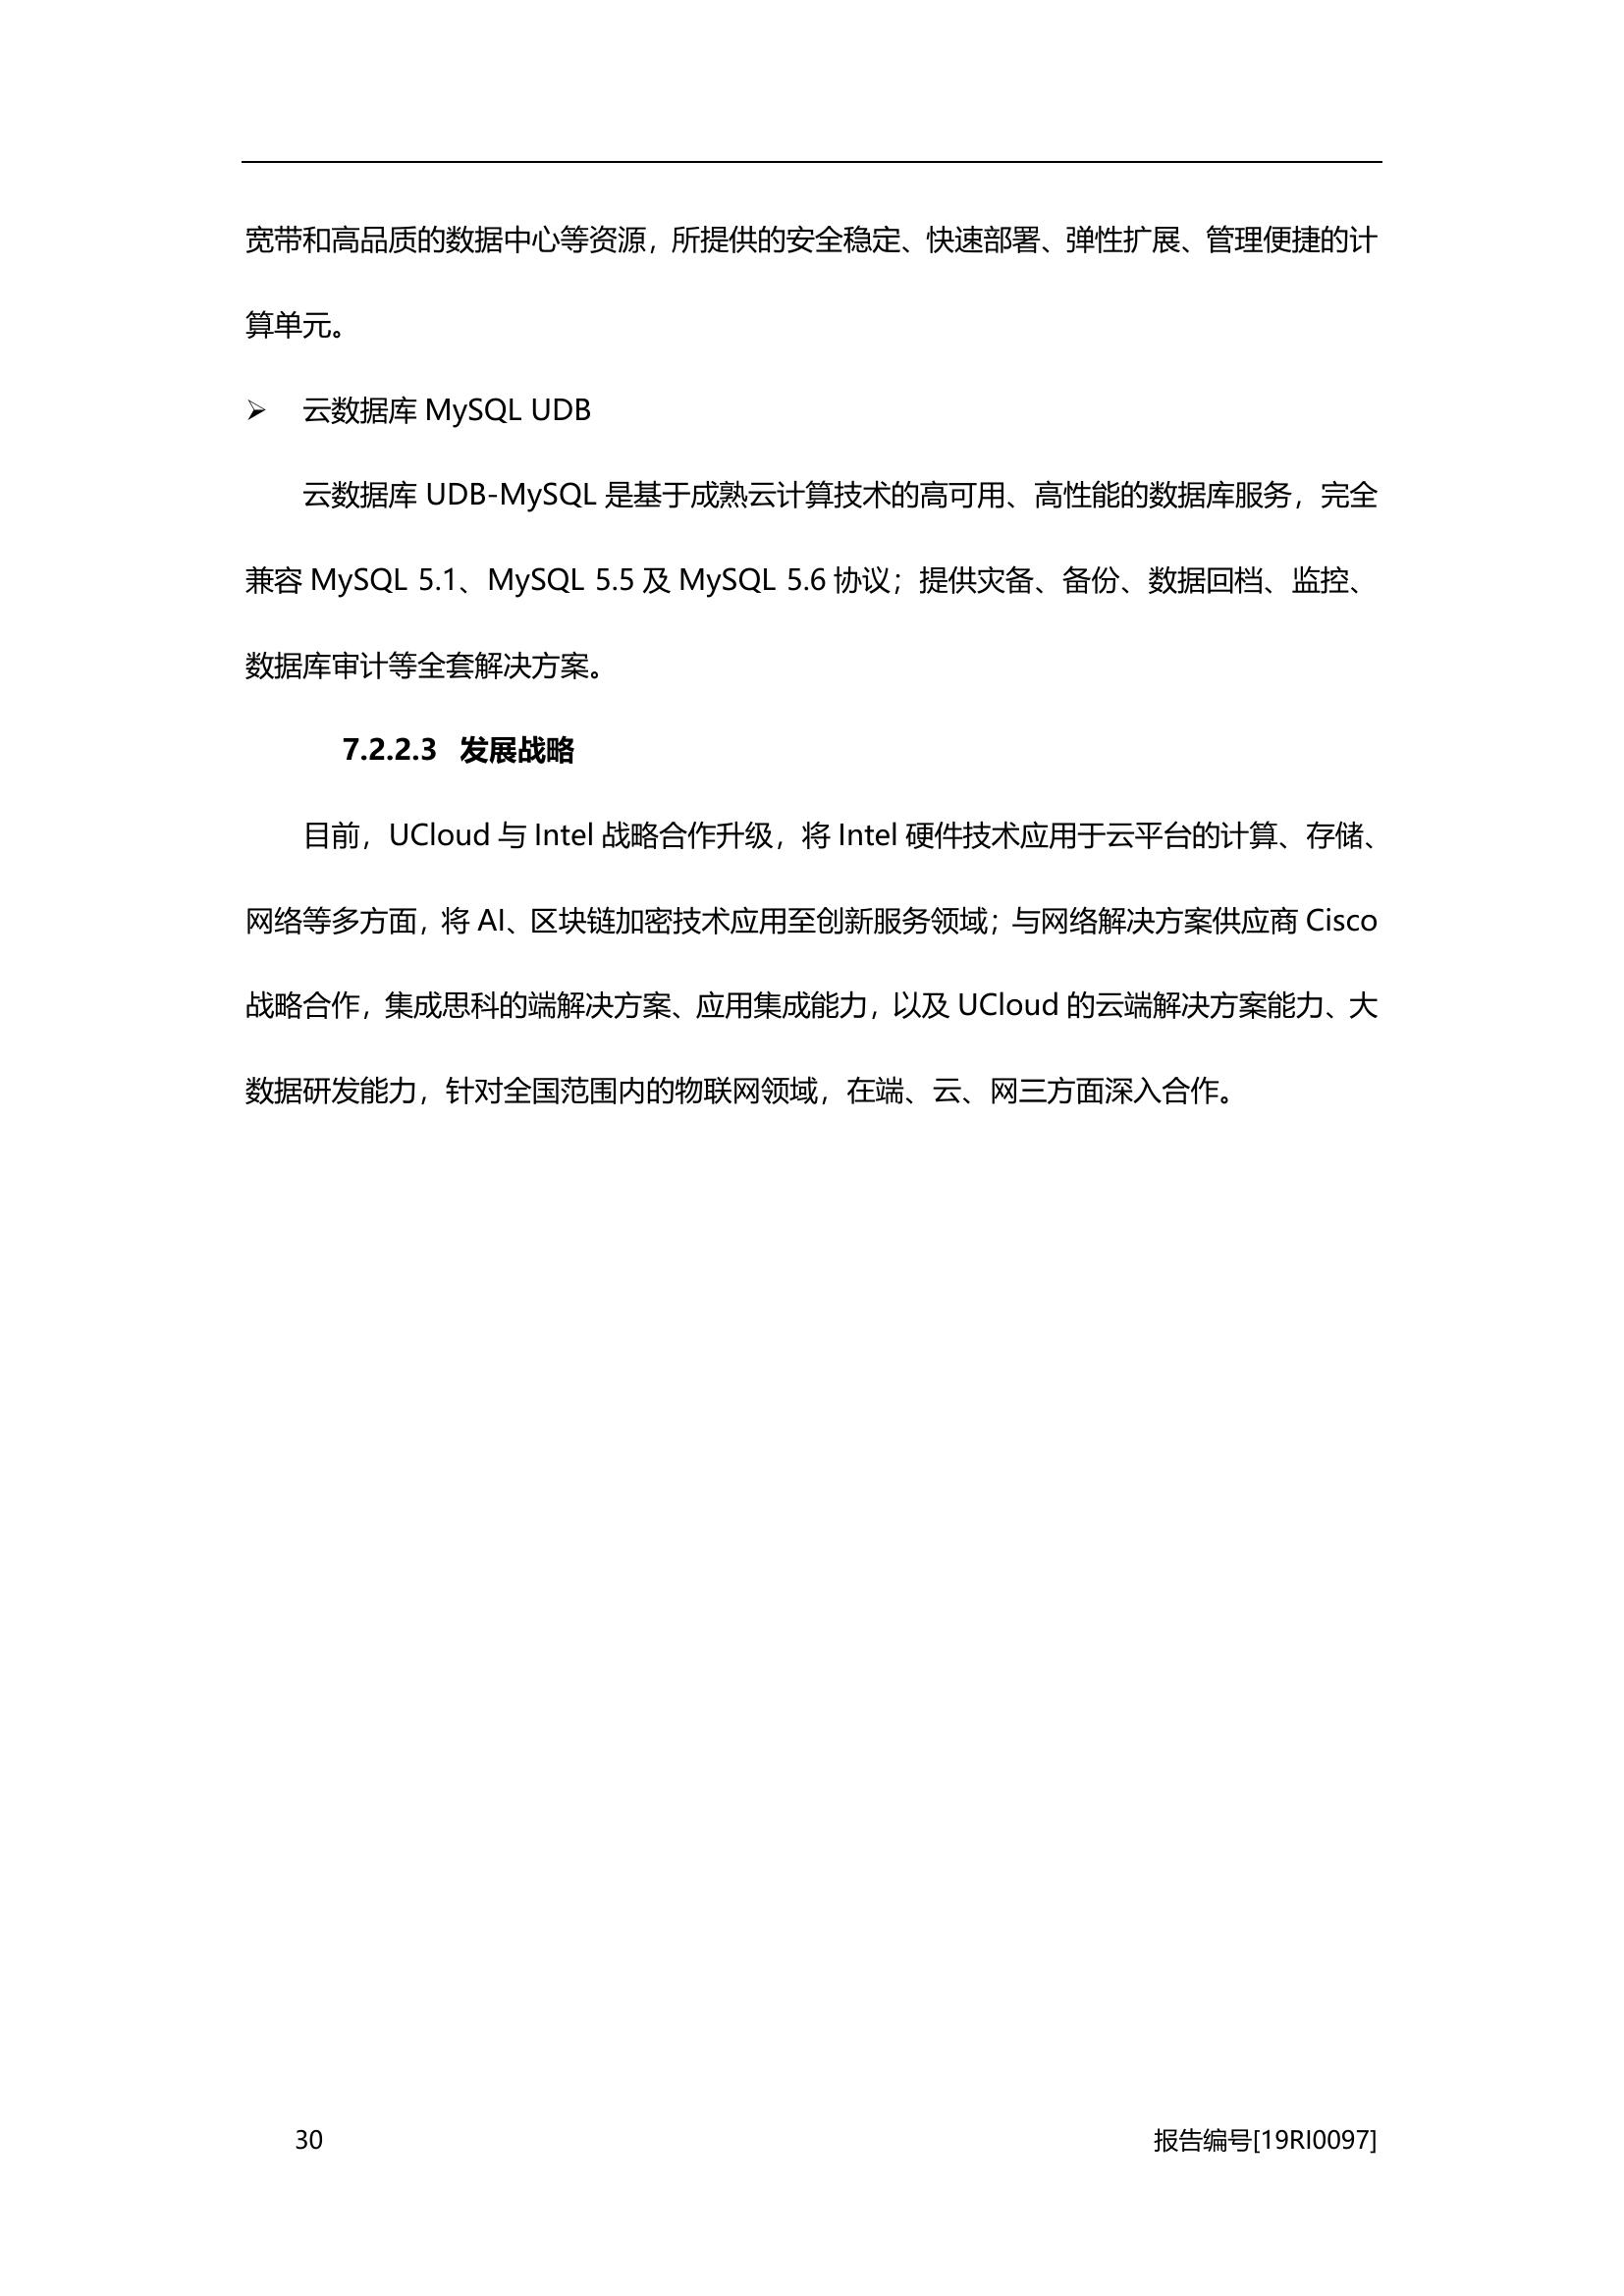 宽带和高品质的数据中心等资源，所提供的安全稳定、快速部署、弹性扩展、管理便捷的计
算单元。
➢ 云数据库 MySQL UDB
云数据库 UDB-MySQL 是基于成熟云计算技术的高可用、高性能的数据库服务，完全
兼容 MySQL 5.1、MySQL 5.5 及 MySQL 5.6 协议；提供灾备、备份、数据回档、监控、
数据库审计等全套解决方案。
7.2.2.3 发展战略
目前，UCloud 与 Intel 战略合作升级，将 Intel 硬件技术应用于云平台的计算、存储、
网络等多方面，将 AI、区块链加密技术应用至创新服务领域；与网络解决方案供应商 Cisco
战略合作，集成思科的端解决方案、应用集成能力，以及 UCloud 的云端解决方案能力、大
数据研发能力，针对全国范围内的物联网领域，在端、云、网三方面深入合作。
30 报告编号[19RI0097]